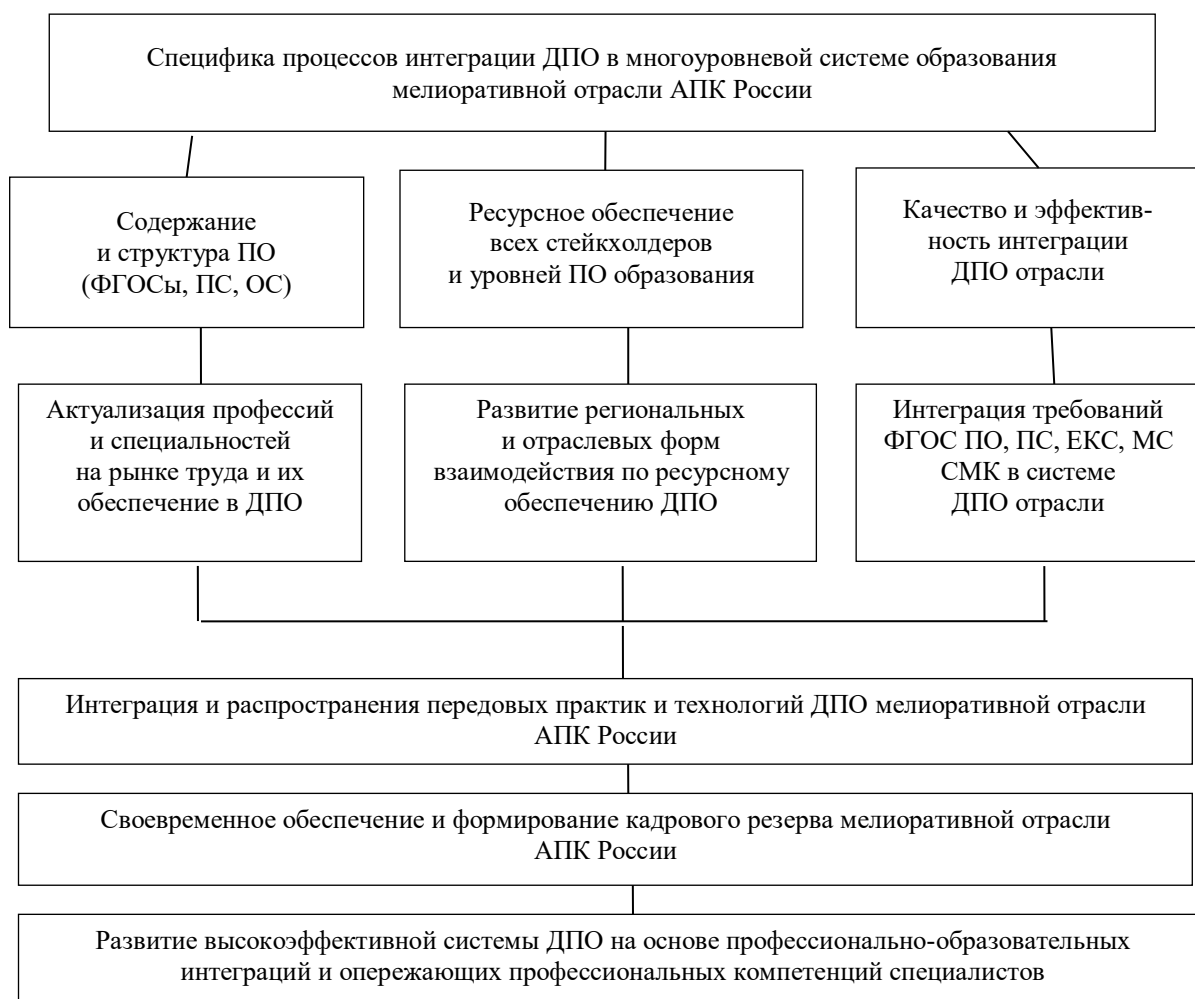 Специфика процессов интеграции ДПО в многоуровневой системе образования
мелиоративной отрасли АПК России
Содержание
и структура ПО
(ФГОСы, ПС, ОС)
Ресурсное обеспечение
всех стейкхолдеров
и уровней ПО образования
Качество и эффектив-
ность интеграции
ДПО отрасли
Актуализация профессий
и специальностей
на рынке труда и их
обеспечение в ДПО
Развитие региональных
и отраслевых форм
взаимодействия по ресурсному
обеспечению ДПО
Интеграция требований
ФГОС ПО, ПС, ЕКС, МС
СМК в системе
ДПО отрасли
Интеграция и распространения передовых практик и технологий ДПО мелиоративной отрасли
АПК России
Своевременное обеспечение и формирование кадрового резерва мелиоративной отрасли
АПК России
Развитие высокоэффективной системы ДПО на основе профессионально-образовательных
интеграций и опережающих профессиональных компетенций специалистов